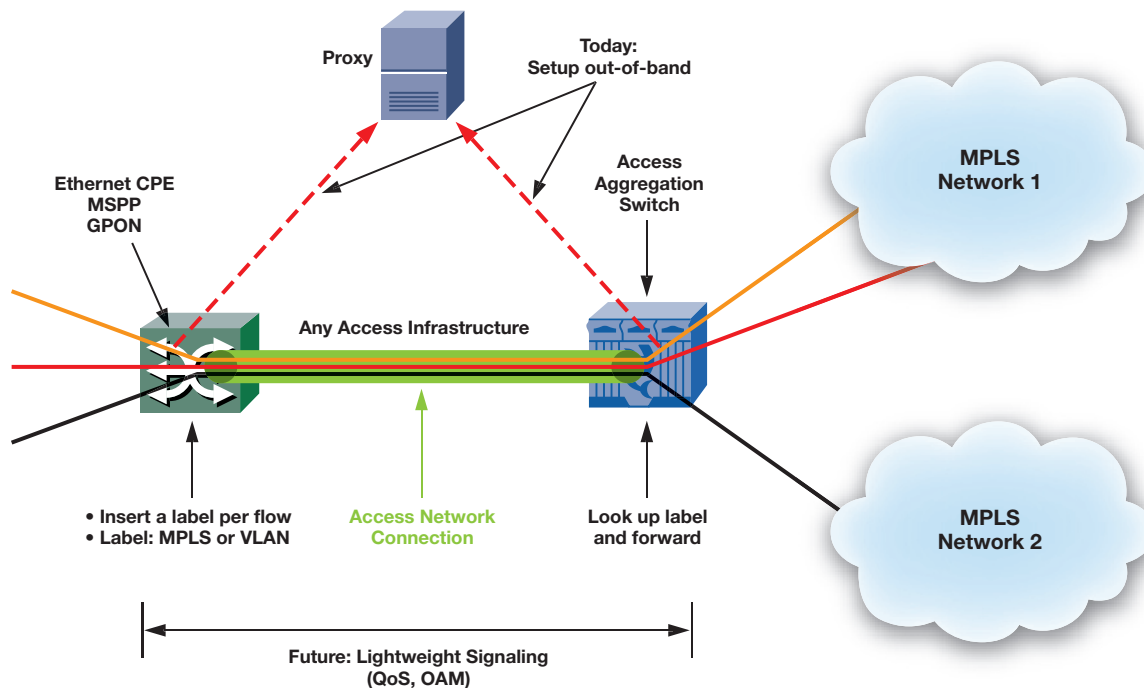 Proxy
Today:
Setup out-of-band
MPLS
Network 1
Ethernet CPE
MSPP
GPON
Access
Aggregation
Switch
Any Access Infrastructure
• Insert a label per flow
• Label: MPLS or VLAN
Access Network
Connection
Look up label
and forward
MPLS
Network 2
Future: Lightweight Signaling
(QoS, OAM)